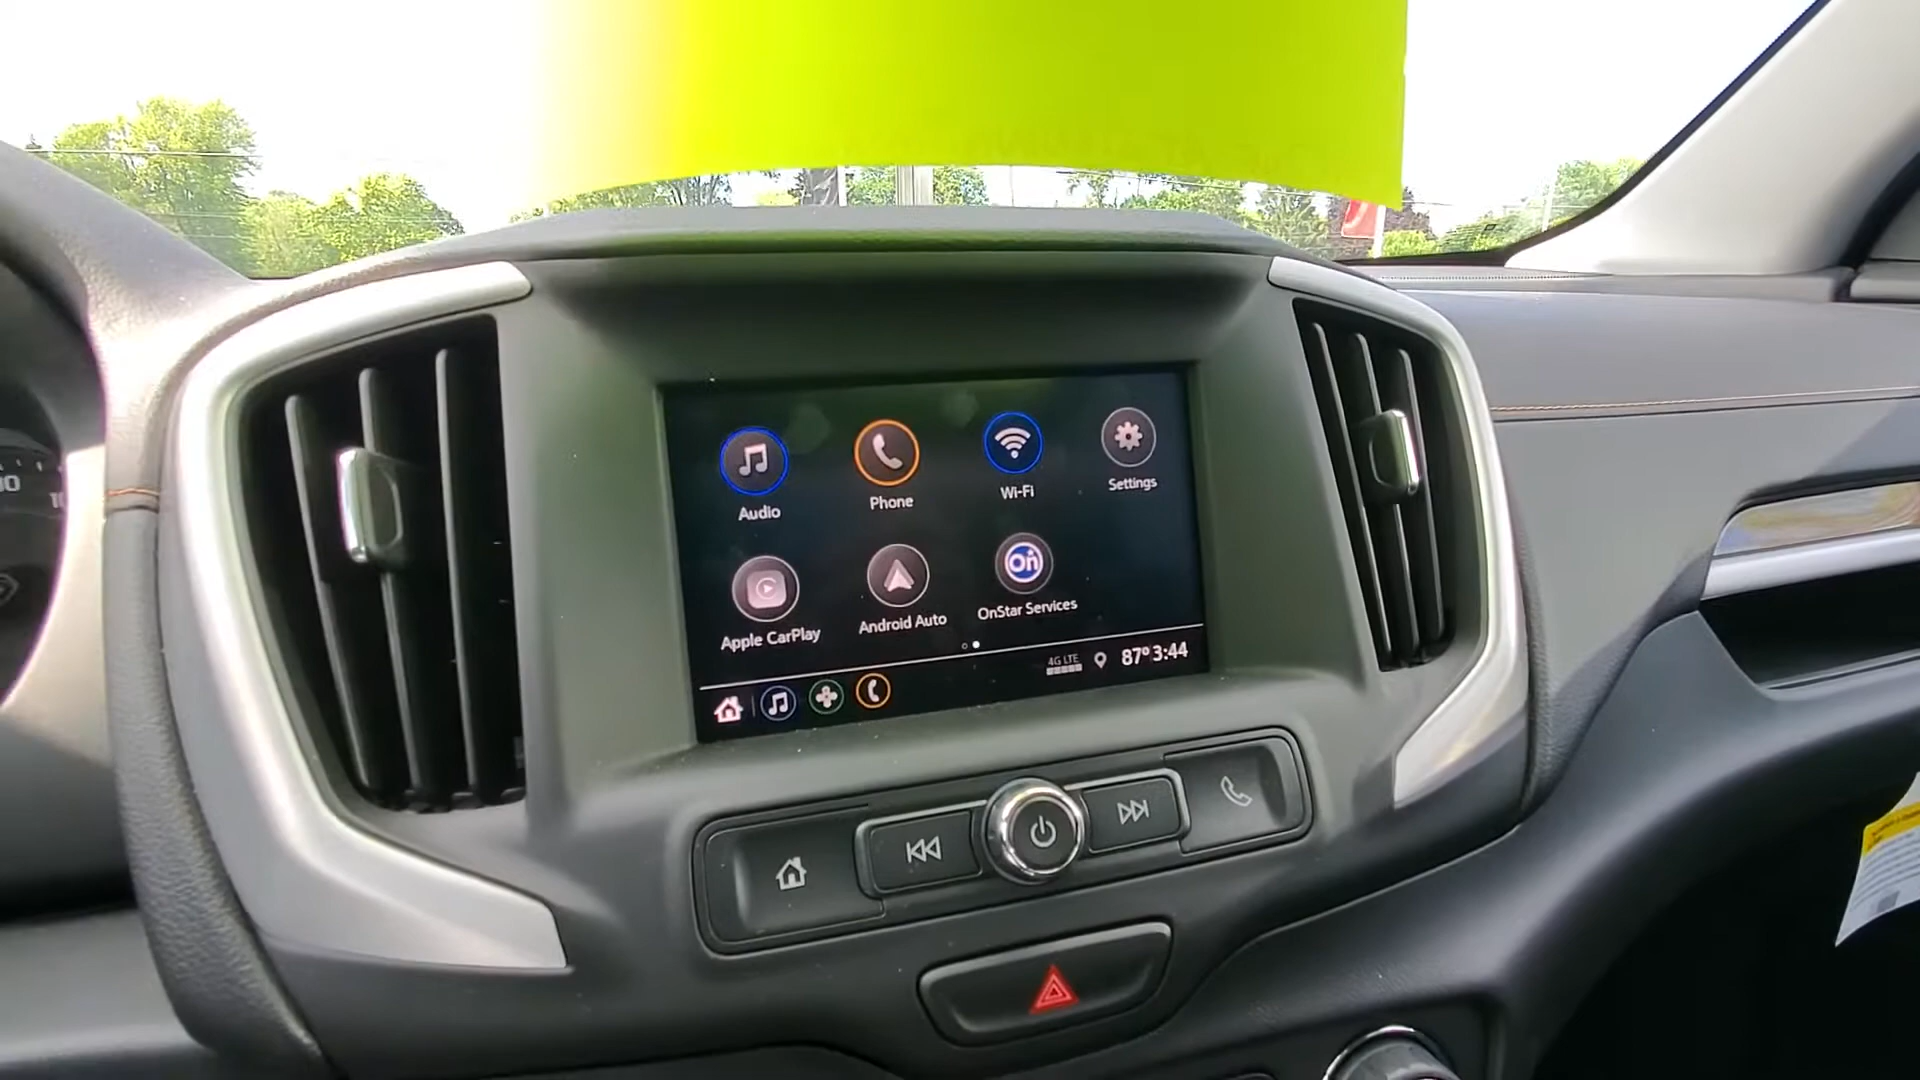 Audio
Phone
Wi-Fi
Settings
Apple CarPlay
Android Auto
On
OnStar Services
4G LTE
87° 3:44